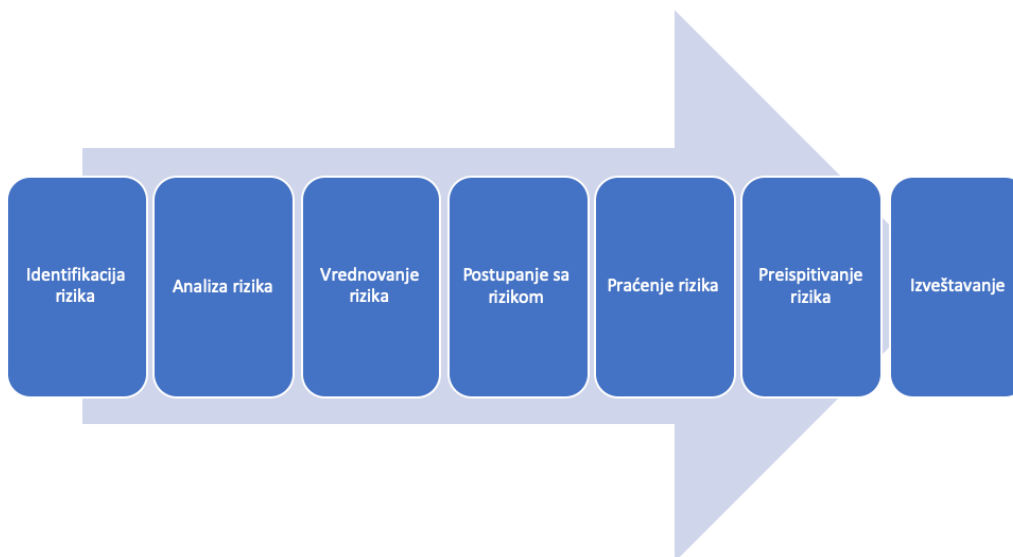 Identifikacija
rizika
Analiza rizika
Vrednovanje
rizika
Postupanje sa
rizikom
Praćenje rizika
Preispitivanje
rizika
Izveštavanje